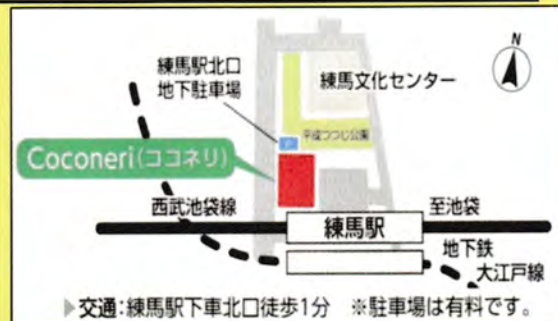 N
練馬駅北口
地下駐車場
練馬文化センター
P
平成つつじ公園
Coconeri(ココネリ)
西武池袋線
至池袋
練馬駅
地下鉄
大江戸線
▶交通:練馬駅下車北口徒歩1分 ※駐車場は有料です。